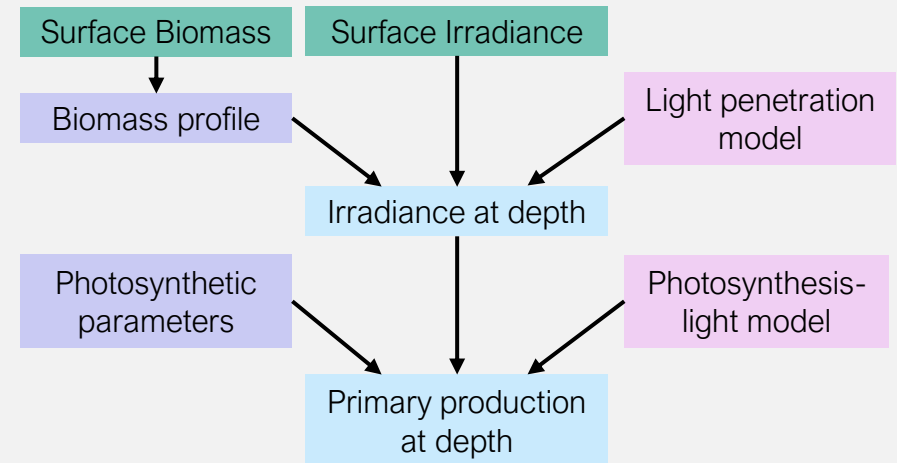 Surface Biomass
Surface Irradiance
Biomass profile
Light penetration
model
Irradiance at depth
Photosynthetic
parameters
Photosynthesis-
light model
Primary production
at depth